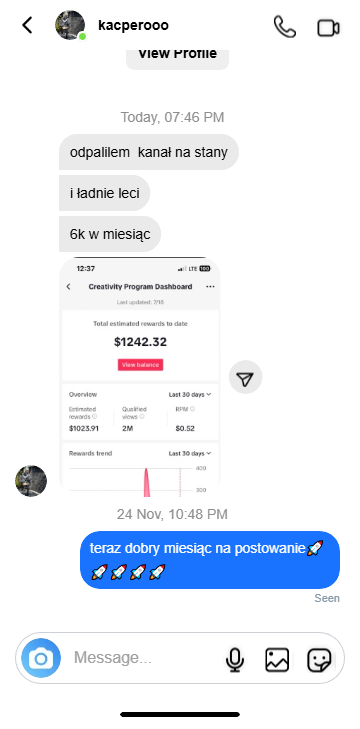 kacperooo
View Profile
Today, 07:46 PM
odpalilem kanał na stany
i ładnie leci
6k w miesiąc
12:37
LTE 100
Creativity Program Dashboard
Last updated: 7/18
Total estimated rewards to date
$1242.32
View balance
Overview
Last 30 days
Estimated rewards
Qualified views
RPM
$1023.91
2M
$0.52
Rewards trend
Last 30 days
400
300
24 Nov, 10:48 PM
teraz dobry miesiąc na postowanie🚀
🚀🚀🚀🚀
Seen
Message...